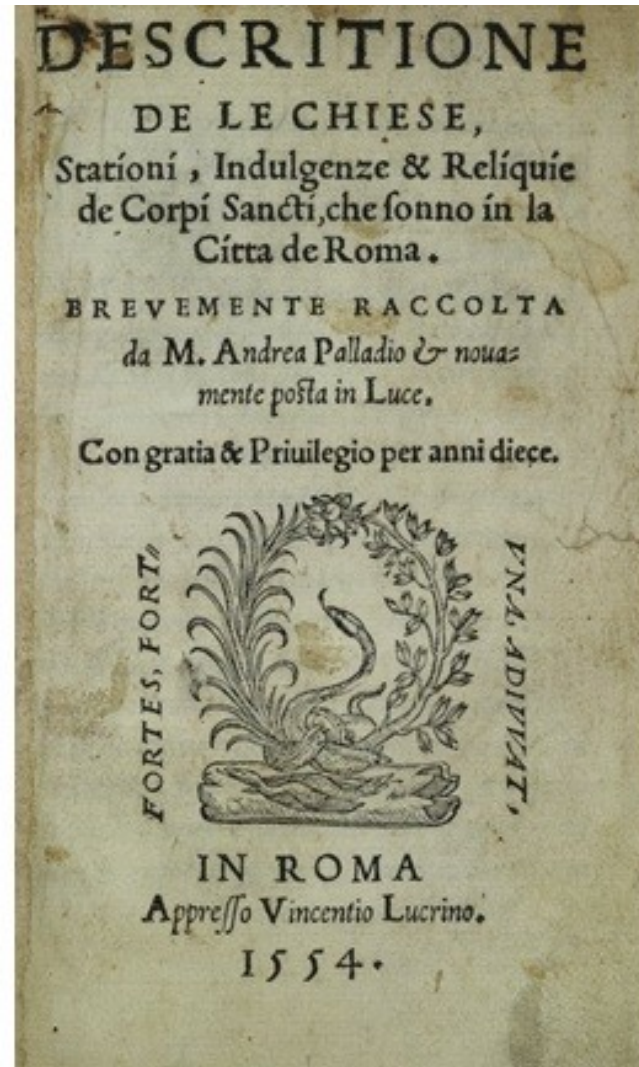 DESCRITIONE
DE LE CHIESE,
Stationi, Indulgenze & Reliquie
de Corpi Sancti, che ſonno in la
Citta de Roma.
BREVEMENTE RACCOLTA
da M. Andrea Palladio & noua=
mente poſta in Luce.
Con gratia & Priuilegio per anni diece.
FORTES, FORT=
VNA ADIVVAT,
IN ROMA
Appreſſo Vincentio Lucrino.
1554.